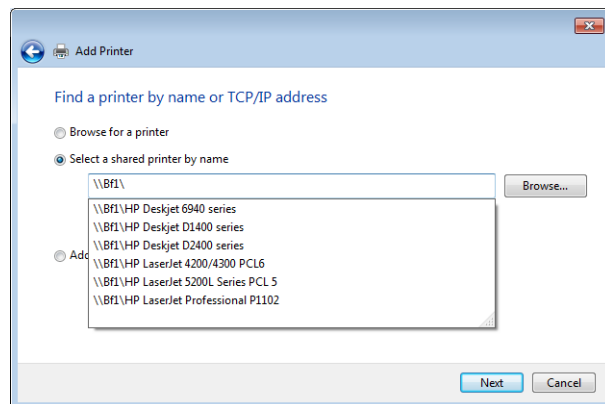 Add Printer
Find a printer by name or TCP/IP address
Browse for a printer
Select a shared printer by name
\\Bf1\
Browse...
\\Bf1\HP Deskjet 6940 series
\\Bf1\HP Deskjet D1400 series
\\Bf1\HP Deskjet D2400 series
Add
\\Bf1\HP LaserJet 4200/4300 PCL6
\\Bf1\HP LaserJet 5200L Series PCL 5
\\Bf1\HP LaserJet Professional P1102
Next
Cancel